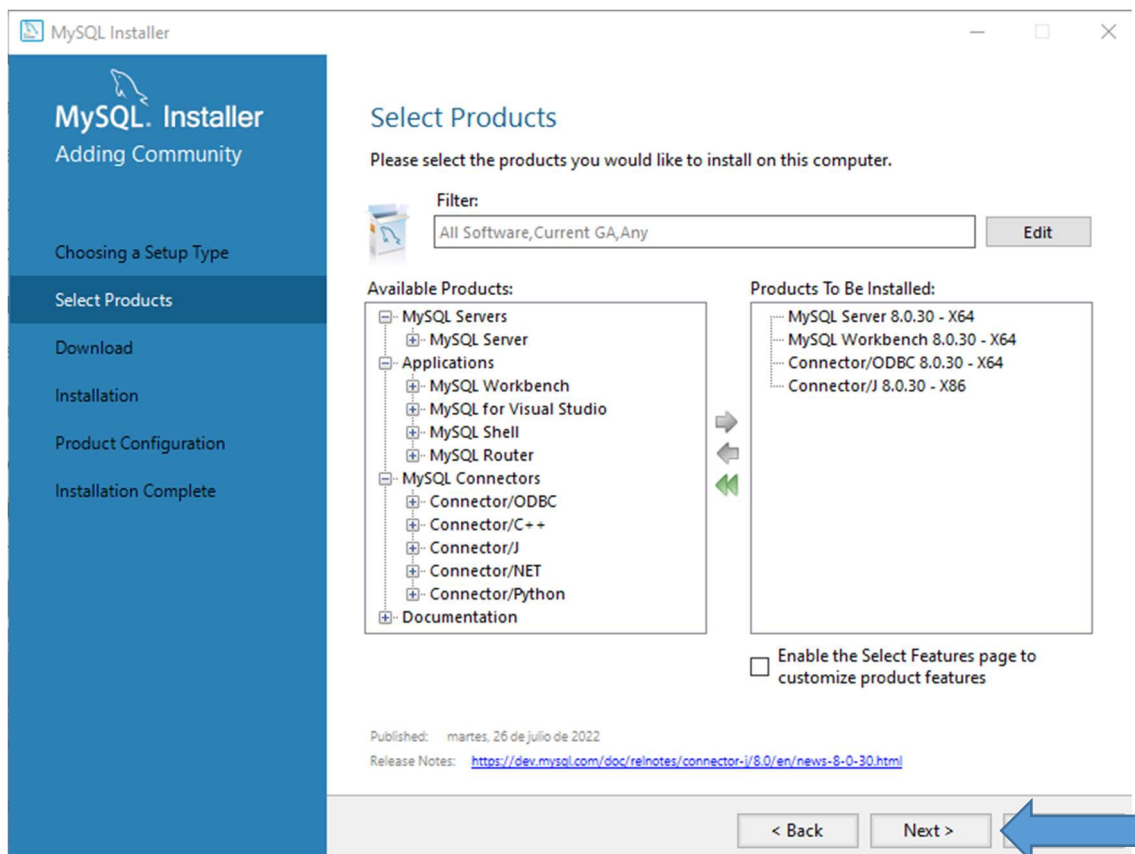 MySQL Installer
MySQL. Installer
Adding Community
Choosing a Setup Type
Select Products
Download
Installation
Product Configuration
Installation Complete
Select Products
Please select the products you would like to install on this computer.
Filter:
All Software,Current GA,Any
Edit
Available Products:
MySQL Servers
MySQL Server
Applications
MySQL Workbench
MySQL for Visual Studio
MySQL Shell
MySQL Router
MySQL Connectors
Connector/ODBC
Connector/C++
Connector/J
Connector/NET
Connector/Python
Documentation
Products To Be Installed:
MySQL Server 8.0.30 - X64
MySQL Workbench 8.0.30 - X64
Connector/ODBC 8.0.30 - X64
Connector/J 8.0.30 - X86
Enable the Select Features page to
customize product features
Published: martes, 26 de julio de 2022
Release Notes: https://dev.mysql.com/doc/relnotes/connector-j/8.0/en/news-8-0-30.html
< Back
Next >